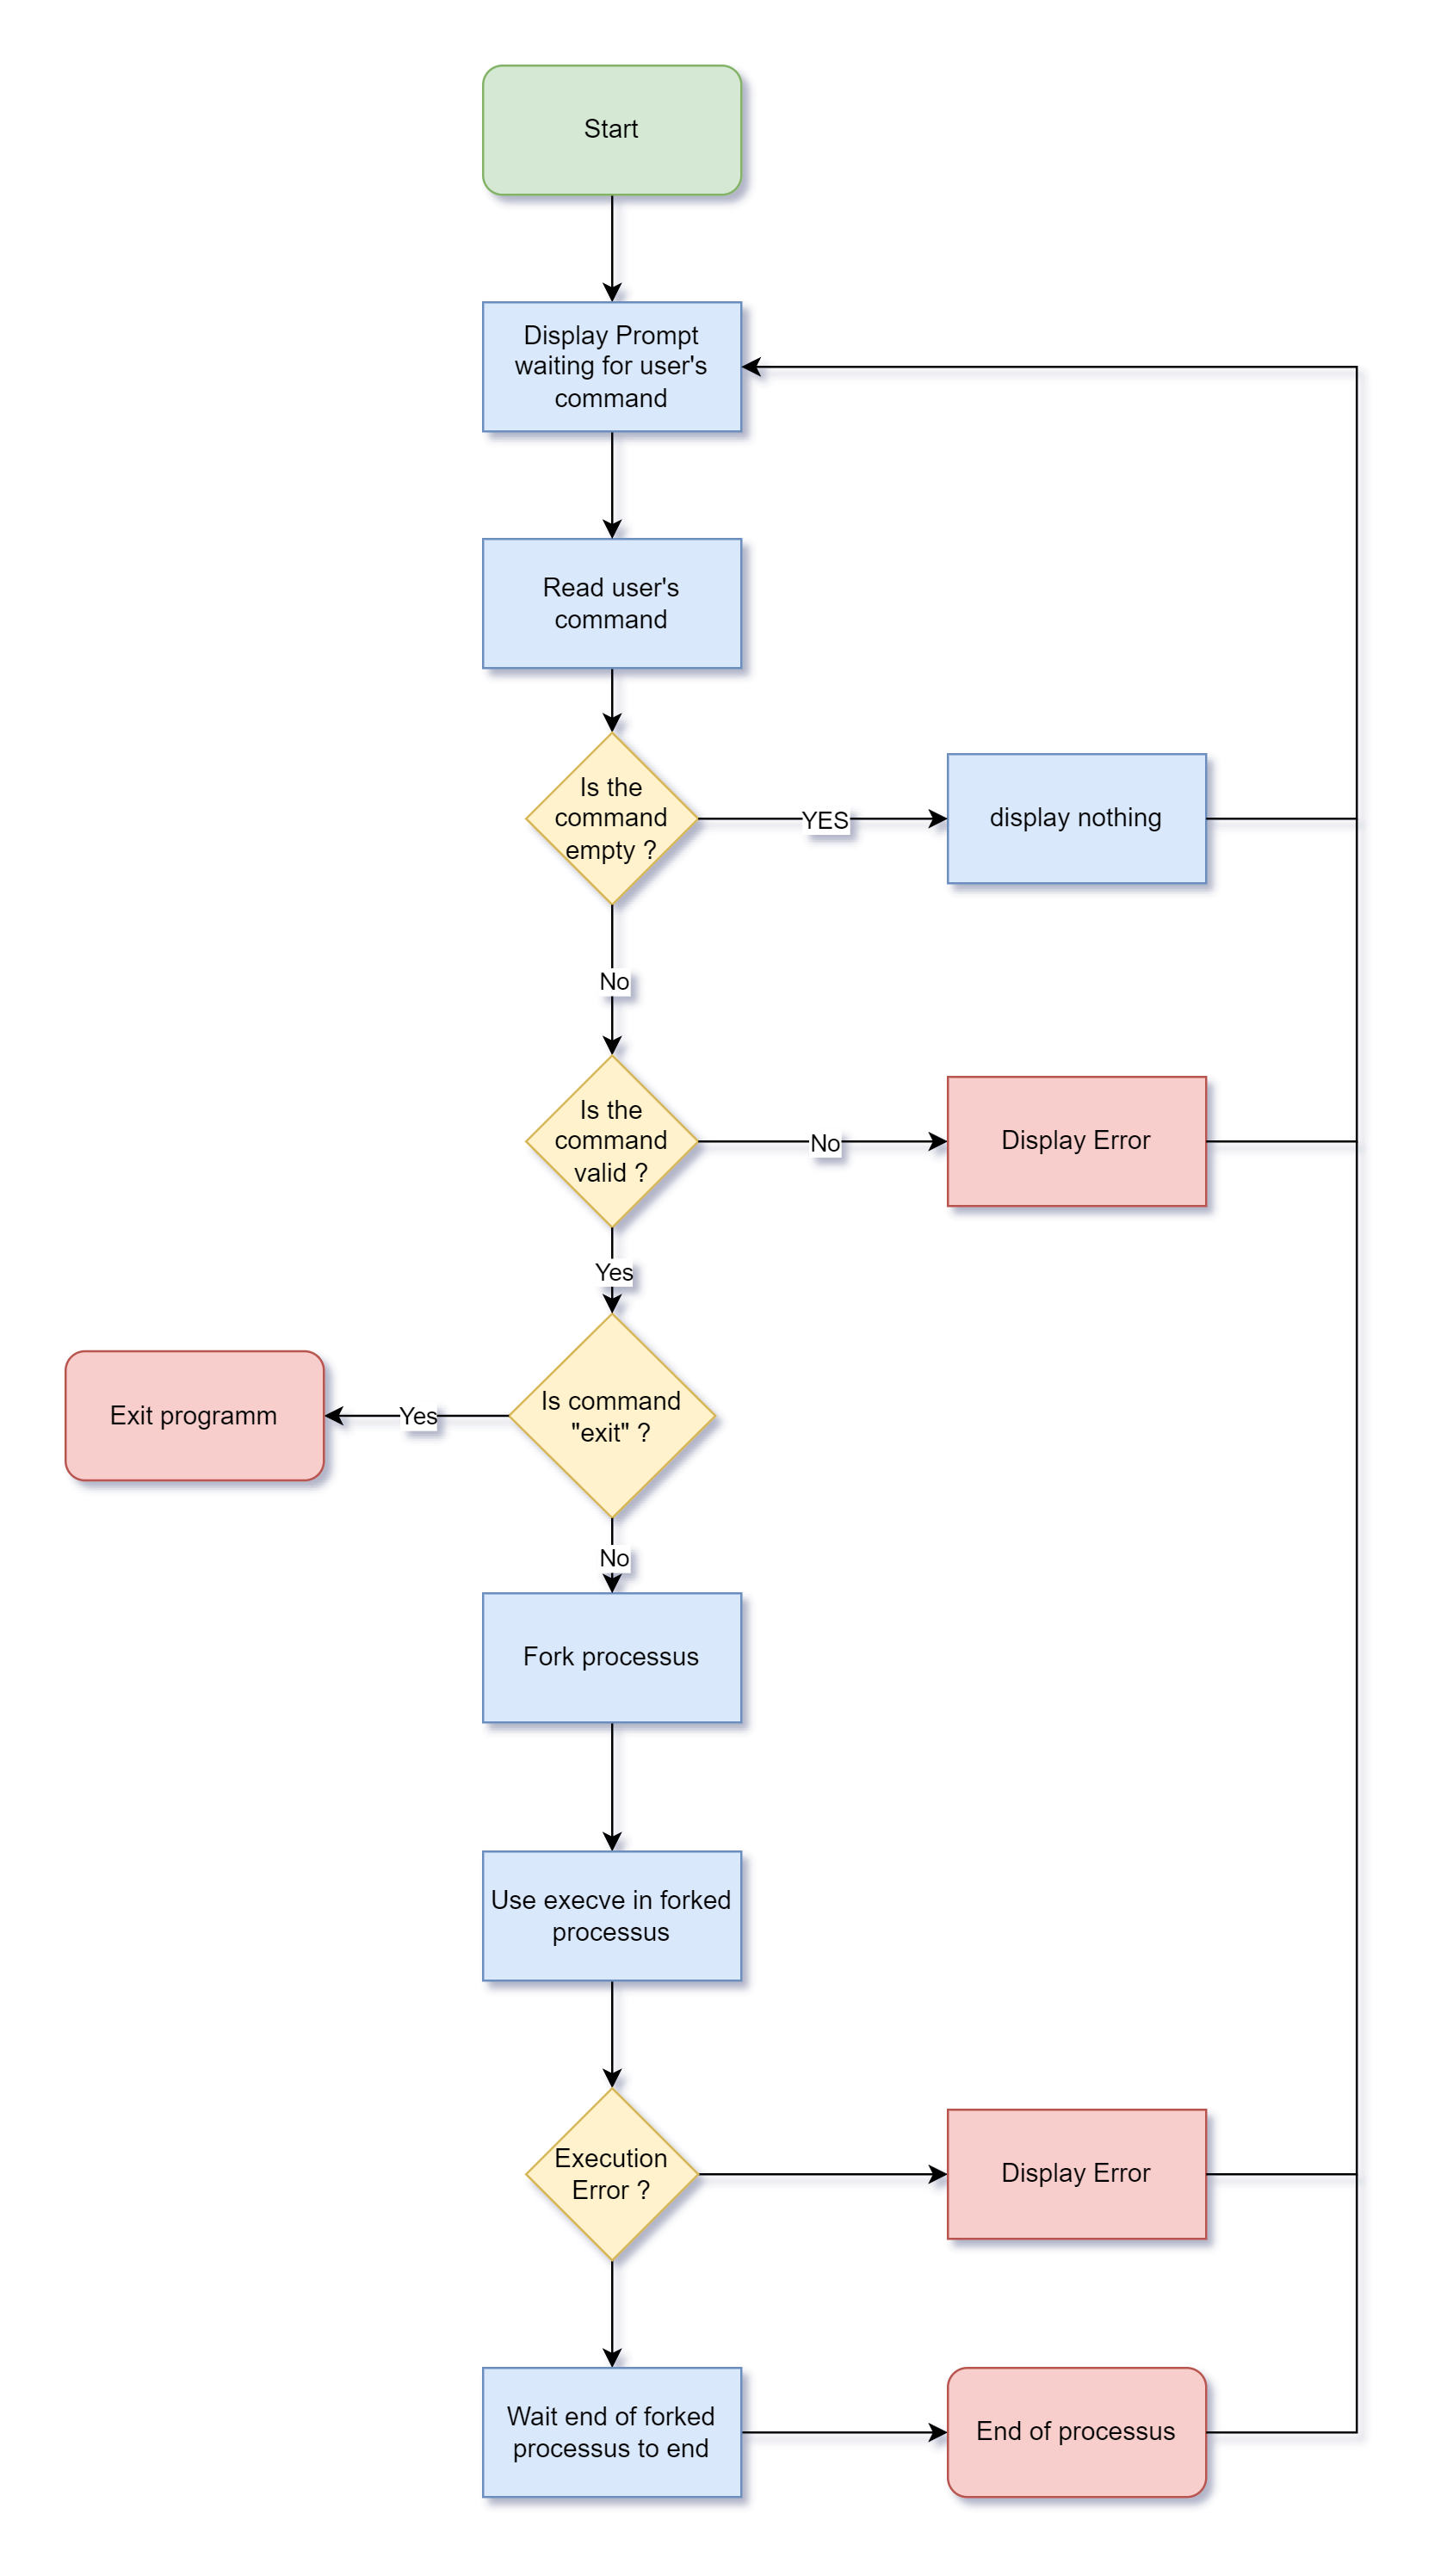 Start
Display Prompt
waiting for user's
command
Read user's
command
Is the
command
empty ?
YES
display nothing
No
Is the
command
valid ?
No
Display Error
Yes
Is command
"exit" ?
Yes
Exit programm
No
Fork processus
Use execve in forked
processus
Execution
Error ?
Display Error
Wait end of forked
processus to end
End of processus